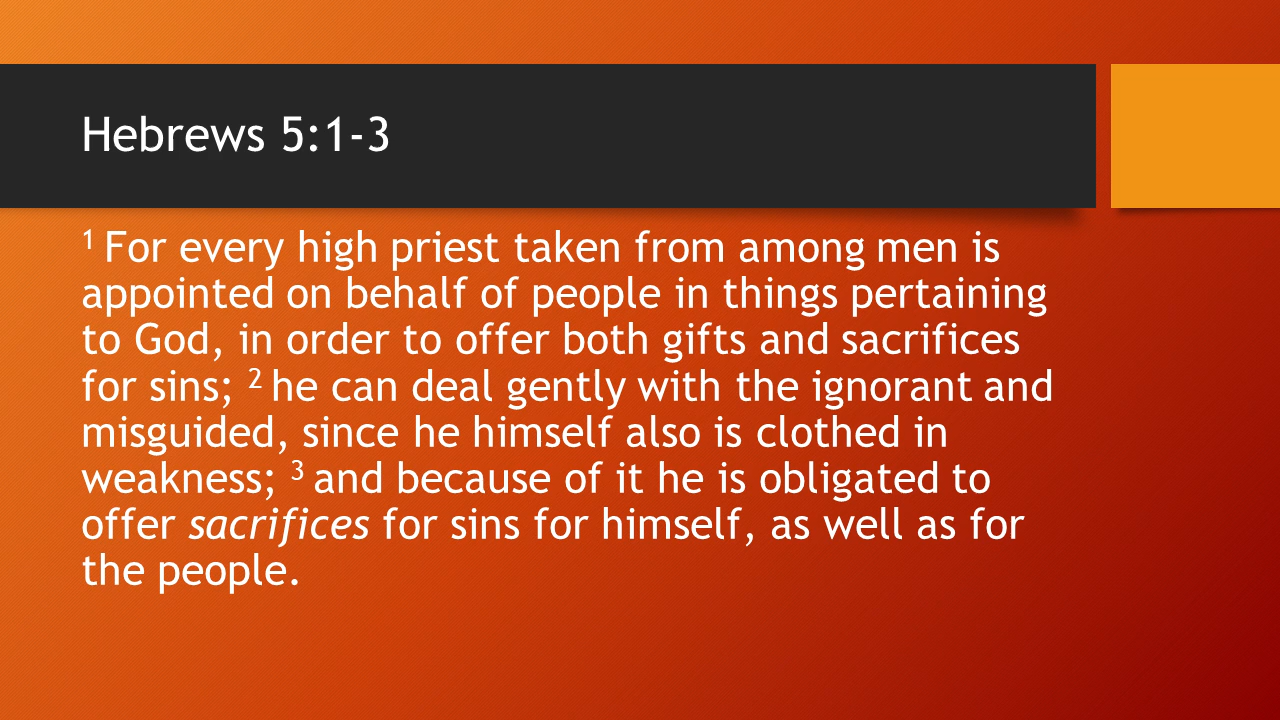 Hebrews 5:1-3
1 For every high priest taken from among men is
appointed on behalf of people in things pertaining
to God, in order to offer both gifts and sacrifices
for sins; 2 he can deal gently with the ignorant and
misguided, since he himself also is clothed in
weakness; 3 and because of it he is obligated to
offer sacrifices for sins for himself, as well as for
the people.